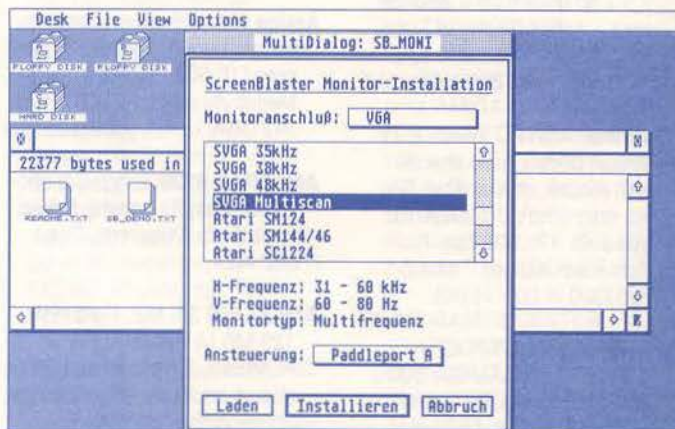 Desk File View Options
MultiDialog: SB_MONI
FLOPPY DISK FLOPPY DISK
HARD DISK
22377 bytes used in
README.TXT SB_DEMO.TXT
ScreenBlaster Monitor-Installation
Monitoranschluß: VGA
SVGA 35kHz
SVGA 38kHz
SVGA 48kHz
SVGA Multiscan
Atari SM124
Atari SM144/46
Atari SC1224
H-Frequenz: 31 - 60 kHz
V-Frequenz: 60 - 80 Hz
Monitortyp: Multifrequenz
Ansteuerung: Paddleport A
Laden Installieren Abbruch